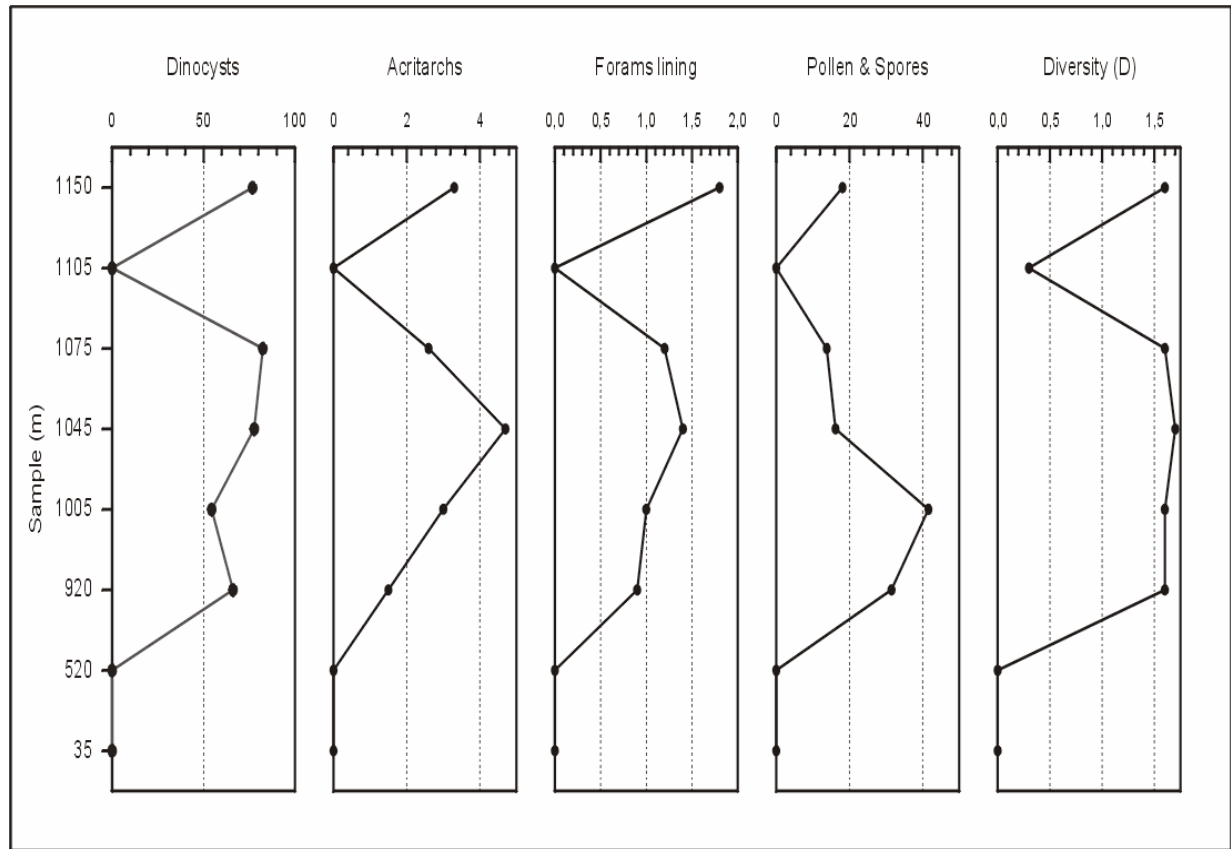 Dinocysts Acritarchs Forams lining Pollen & Spores Diversity (D)
0 50 100 0 2 4 0,0 0,5 1,0 1,5 2,0 0 20 40 0,0 0,5 1,0 1,5
1150
1105
1075
1045
1005
920
520
35
Sample (m)